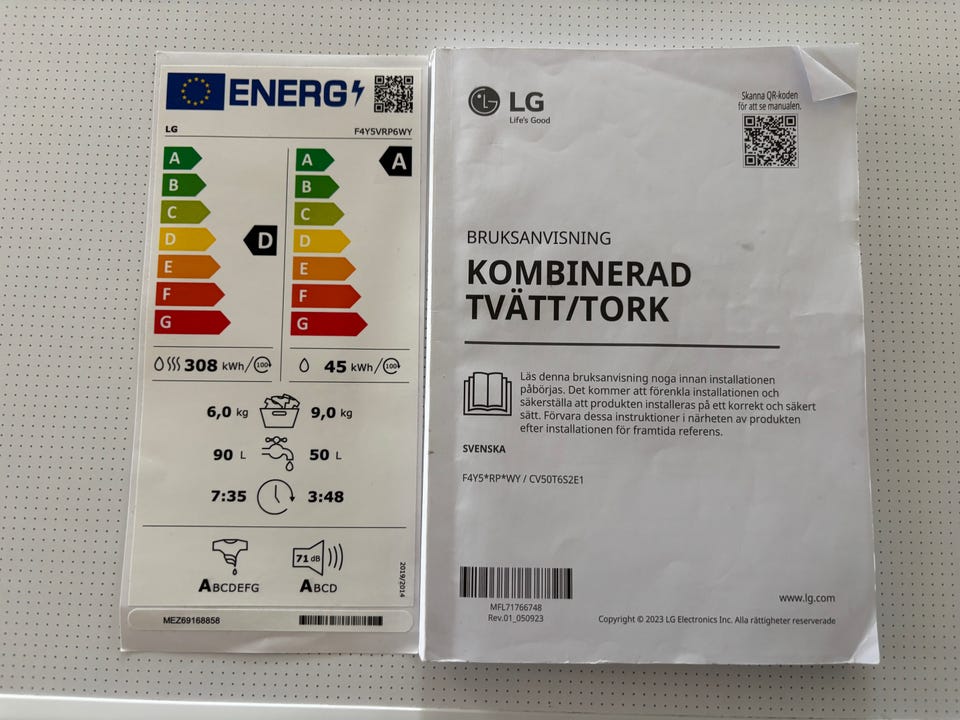 ENERG
LG F4Y5VRP6WY
A
B
C
D
E
F
G
D
A
B
C
D
E
F
G
A
308 kWh/100
45 kWh/100
6,0 kg
9,0 kg
90 L
50 L
7:35
3:48
71 dB
ABCDEFG
ABCD
2019/2014
MEZ69168858
LG
Life's Good
Skanna QR-koden
för att se manualen.
BRUKSANVISNING
KOMBINERAD
TVÄTT/TORK
Läs denna bruksanvisning noga innan installationen
påbörjas. Det kommer att förenkla installationen och
säkerställa att produkten installeras på ett korrekt och säkert
sätt. Förvara dessa instruktioner i närheten av produkten
efter installationen för framtida referens.
SVENSKA
F4Y5*RP*WY / CV50T6S2E1
MFL71766748
Rev.01_050923
www.lg.com
Copyright © 2023 LG Electronics Inc. Alla rättigheter reserverade